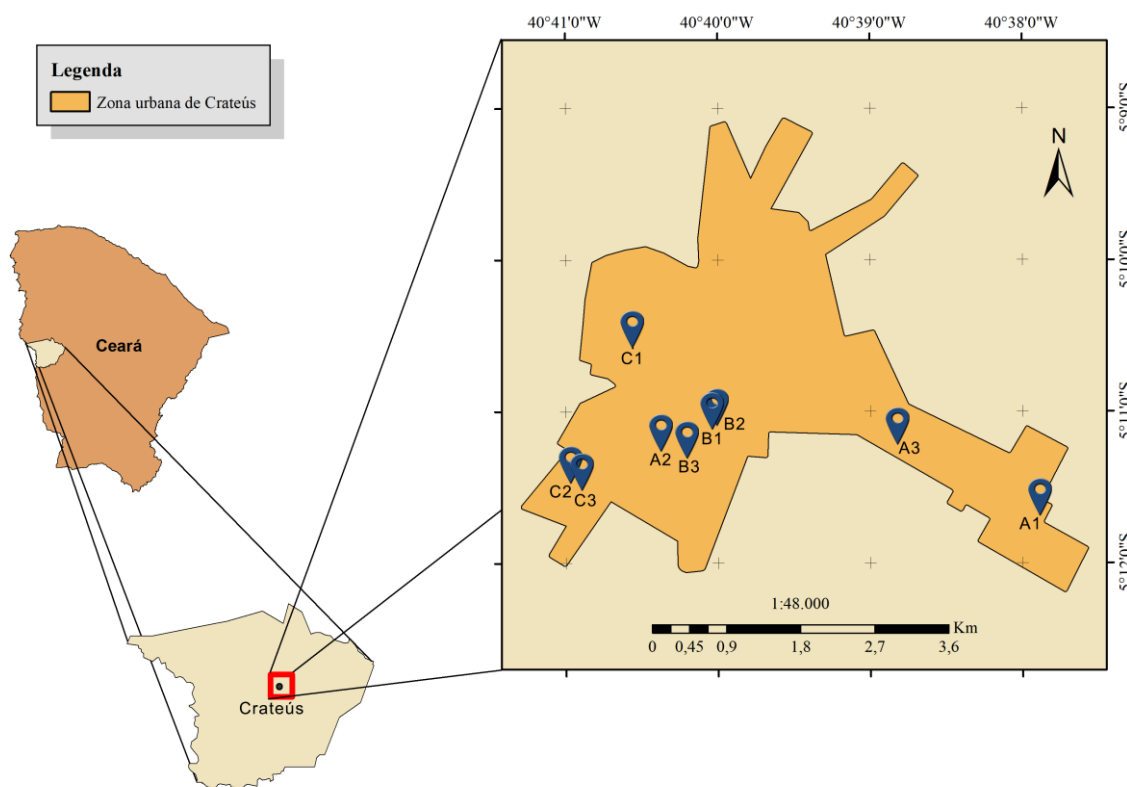 Legenda
Zona urbana de Crateús
Ceará
Crateús
40°41'0"W 40°40'0"W 40°39'0"W 40°38'0"W
5°9'0"S
5°10'0"S
5°11'0"S
5°12'0"S
N
C1
B2
B1
A2
B3
A3
C2
C3
A1
1:48.000
Km
0 0,45 0,9 1,8 2,7 3,6